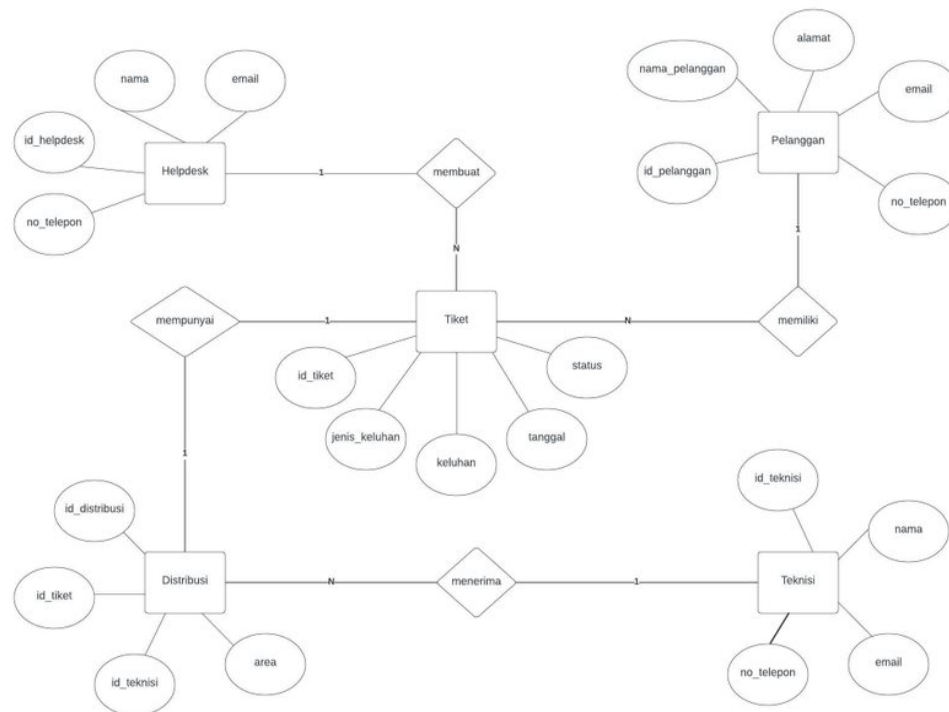 alamat
nama_pelanggan
nama
email
email
id_helpdesk
Pelanggan
Helpdesk
1
membuat
id_pelanggan
no_telepon
no_telepon
1
N
mempunyai
1
Tiket
N
memiliki
id_tiket
status
jenis_keluhan
tanggal
keluhan
1
id_teknisi
id_distribusi
nama
Distribusi
N
menerima
1
Teknisi
id_tiket
area
id_teknisi
no_telepon
email